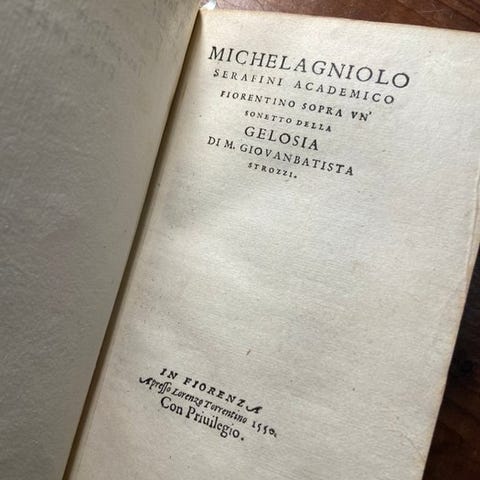 MICHELAGNIOLO
SERAFINI ACADEMICO
FIORENTINO SOPRA VN'
SONETTO DELLA
GELOSIA
DI M. GIOVANBATISTA
STROZZI.
IN FIORENZA
Apresso Lorenzo Torrentino 1550.
Con Priuilegio.